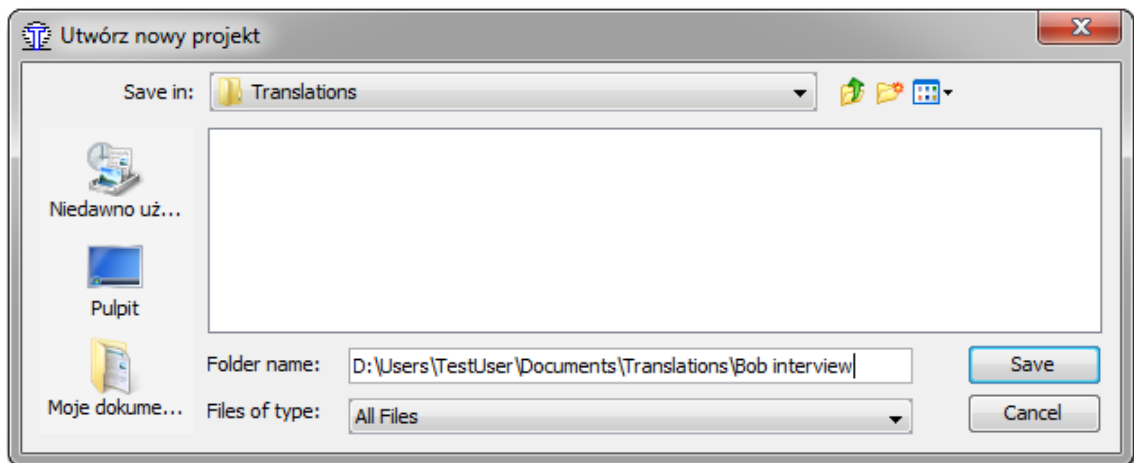 Utwórz nowy projekt
Save in: Translations
Niedawno uż...
Pulpit
Moje dokume...
Folder name: D:\Users\TestUser\Documents\Translations\Bob interview Save
Files of type: All Files Cancel